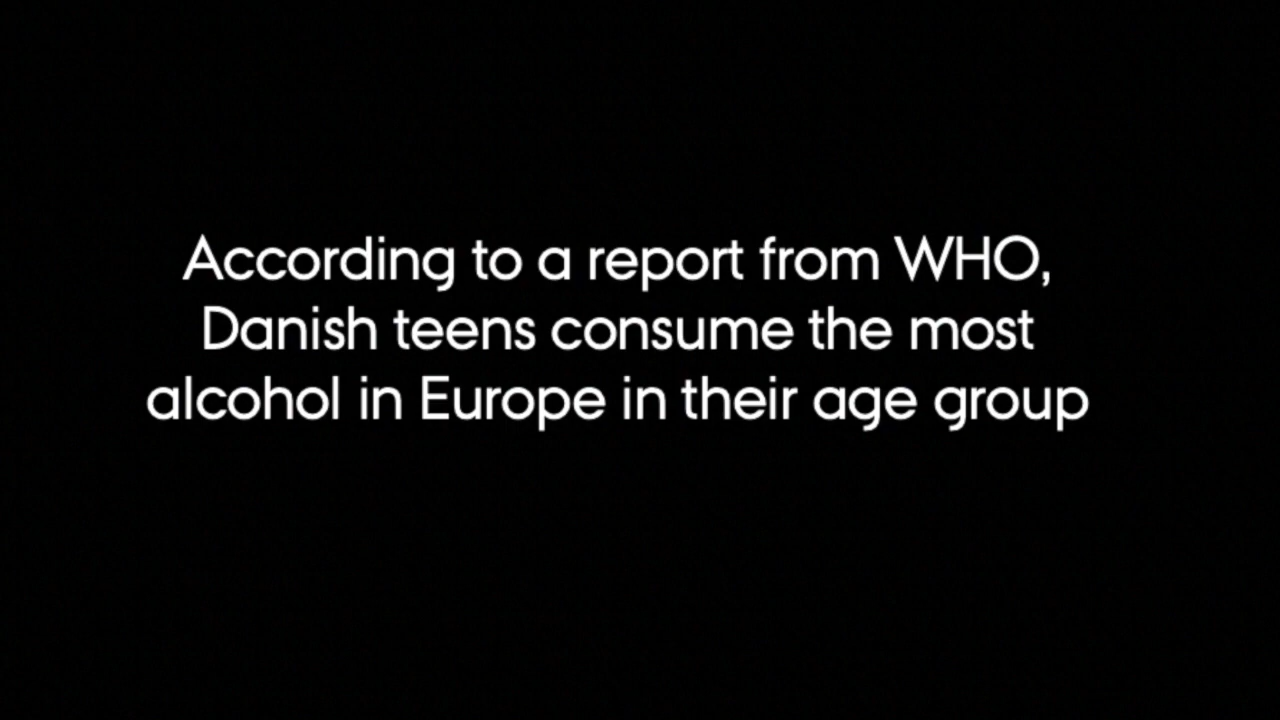 According to a report from WHO,
Danish teens consume the most
alcohol in Europe in their age group